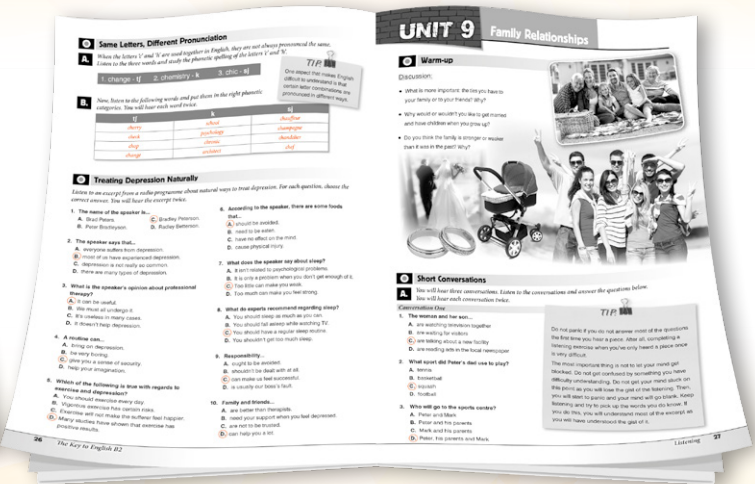 Same Letters, Different Pronunciation
A.
When the letters 'c' and 'h' are used together in English, they are not always pronounced the same.
Listen to the three words and study the phonetic spelling of the letters 'c' and 'h'.
1. change - tʃ 2. chemistry - k 3. chic - ʃ
TIP
One aspect that makes English
difficult to understand is that
certain letter combinations are
pronounced in different ways.
B.
Now, listen to the following words and put them in the right phonetic
categories. You will hear each word twice.
tʃ k
cherry school chauffeur
psychology champagne
chop chronic chandelier
change architect chef
Treating Depression Naturally
Listen to an excerpt from a radio programme about natural ways to treat depression. For each question, choose the
correct answer. You will hear the excerpt twice.
1. The name of the speaker is...
A. Brad Peters.
B. Peter Bradleyson.
C. Bradley Peterson.
D. Radley Betterson.
2. The speaker says that...
A. everyone suffers from depression.
B. most of us have experienced depression.
C. depression is not really so common.
D. there are many types of depression.
3. What is the speaker's opinion about professional
therapy?
A. It can be useful.
B. We must all undergo it.
C. It's useless in many cases.
D. It doesn't help depression.
4. A routine can...
A. bring on depression.
B. be very boring.
C. give you a sense of security.
D. help your imagination.
5. Which of the following is true with regards to
exercise and depression?
A. You should exercise every day.
B. Vigorous exercise has certain risks.
C. Exercise will not make the sufferer feel happier.
D. Many studies have shown that exercise has
positive results.
6. According to the speaker, there are some foods
that...
A. should be avoided.
B. need to be eaten.
C. have no effect on the mind.
D. cause physical injury.
7. What does the speaker say about sleep?
A. It isn't related to psychological problems.
B. It is only a problem when you don't get enough of it.
C. Too little can make you weak.
D. Too much can make you feel strong.
8. What do experts recommend regarding sleep?
A. You should sleep as much as you can.
B. You should fall asleep while watching TV.
C. You should have a regular sleep routine.
D. You shouldn't get too much sleep.
9. Responsibility...
A. ought to be avoided.
B. shouldn't be dealt with at all.
C. can make us feel successful.
D. is usually our boss's fault.
10. Family and friends...
A. are better than therapists.
B. need your support when you feel depressed.
C. are not to be trusted.
D. can help you a lot.
26 The Key to English B2
UNIT 9 Family Relationships
Warm-up
Discussion:
• What is more important: the ties you have to
your family or to your friends? Why?
• Why would or wouldn't you like to get married
and have children when you grow up?
• Do you think the family is stronger or weaker
than it was in the past? Why?
Short Conversations
A.
You will hear three conversations. Listen to the conversations and answer the questions below.
You will hear each conversation twice.
Conversation One
1. The woman and her son...
A. are watching television together
B. are waiting for visitors
C. are talking about a new facility
D. are reading ads in the local newspaper
2. What sport did Peter's dad use to play?
A. tennis
B. basketball
C. squash
D. football
3. Who will go to the sports centre?
A. Peter and Mark
B. Peter and his parents
C. Mark and his parents
D. Peter, his parents and Mark
TIP
Do not panic if you do not answer most of the questions
the first time you hear a piece. After all, completing a
listening exercise when you've only heard a piece once
is very difficult.
The most important thing is not to let your mind get
blocked. Do not get confused by something you have
difficulty understanding. Do not get your mind stuck on
this point as you will lose the gist of the listening. Then,
you will start to panic and your mind will go blank. Keep
listening and try to pick up the words you do know. If
you do this, you will understand most of the excerpt as
you will have understood the gist of it.
Listening 27